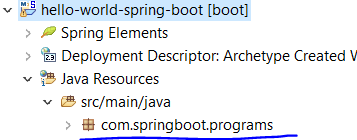 hello-world-spring-boot [boot]
Spring Elements
Deployment Descriptor: Archetype Created W
Java Resources
src/main/java
com.springboot.programs